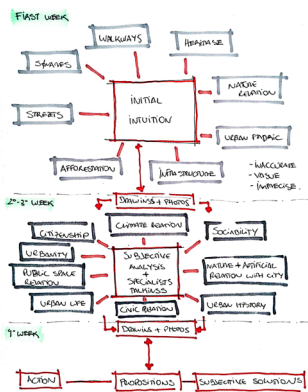 FIRST WEEK
WALKWAYS
HERITAGE
SQUARES
NATURE
RELATION
INITIAL
INTUITION
STREETS
URBAN FABRIC
AFFORESTATION
INFRASTRUCTURE
- INACCURATE
- VAGUE
- IMPRECISE
DRAWINGS + PHOTOS
2nd-3rd WEEK
CLIMATE RELATION
CITIZENSHIP
SOCIABILITY
URBANITY
SUBJECTIVE
ANALYSIS
+
SPECIALISTS
TALKINGS
PUBLIC SPACE
RELATION
NATURE + ARTIFICIAL
RELATION WITH CITY
URBAN LIFE
CIVIC RELATION
URBAN HISTORY
DRAWINGS + PHOTOS
WEEK
ACTION
PROPOSITIONS
SUBJECTIVE SOLUTIONS